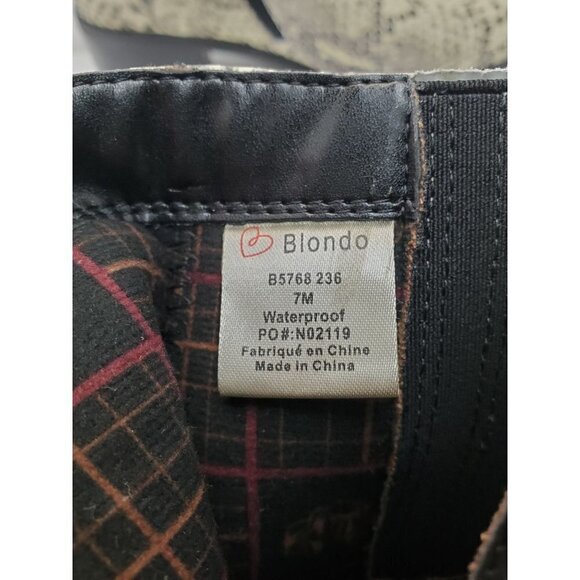 Blondo
B5768 236
7M
Waterproof
PO#:N02119
Fabriqué en Chine
Made in China